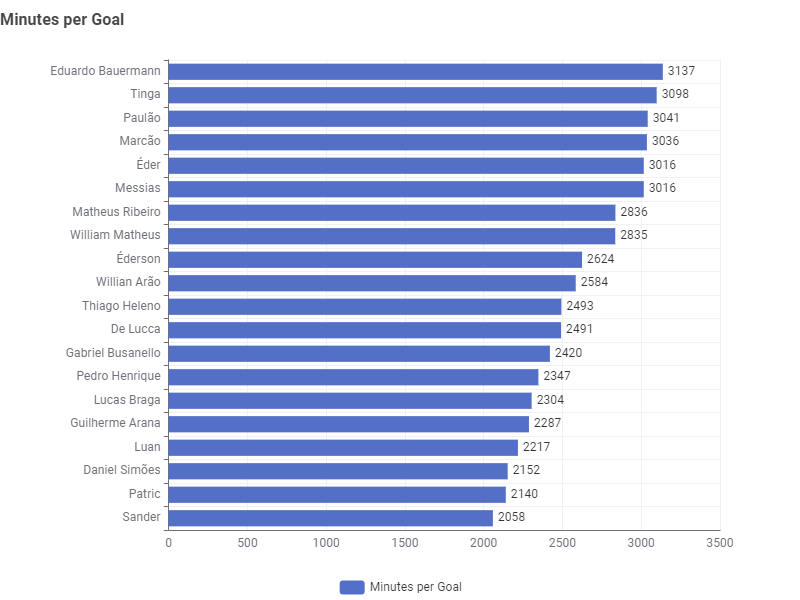 Minutes per Goal
Eduardo Bauermann 3137
Tinga 3098
Paulão 3041
Marcão 3036
Éder 3016
Messias 3016
Matheus Ribeiro 2836
William Matheus 2835
Éderson 2624
Willian Arão 2584
Thiago Heleno 2493
De Lucca 2491
Gabriel Busanello 2420
Pedro Henrique 2347
Lucas Braga 2304
Guilherme Arana 2287
Luan 2217
Daniel Simões 2152
Patric 2140
Sander 2058
0 500 1000 1500 2000 2500 3000 3500
Minutes per Goal